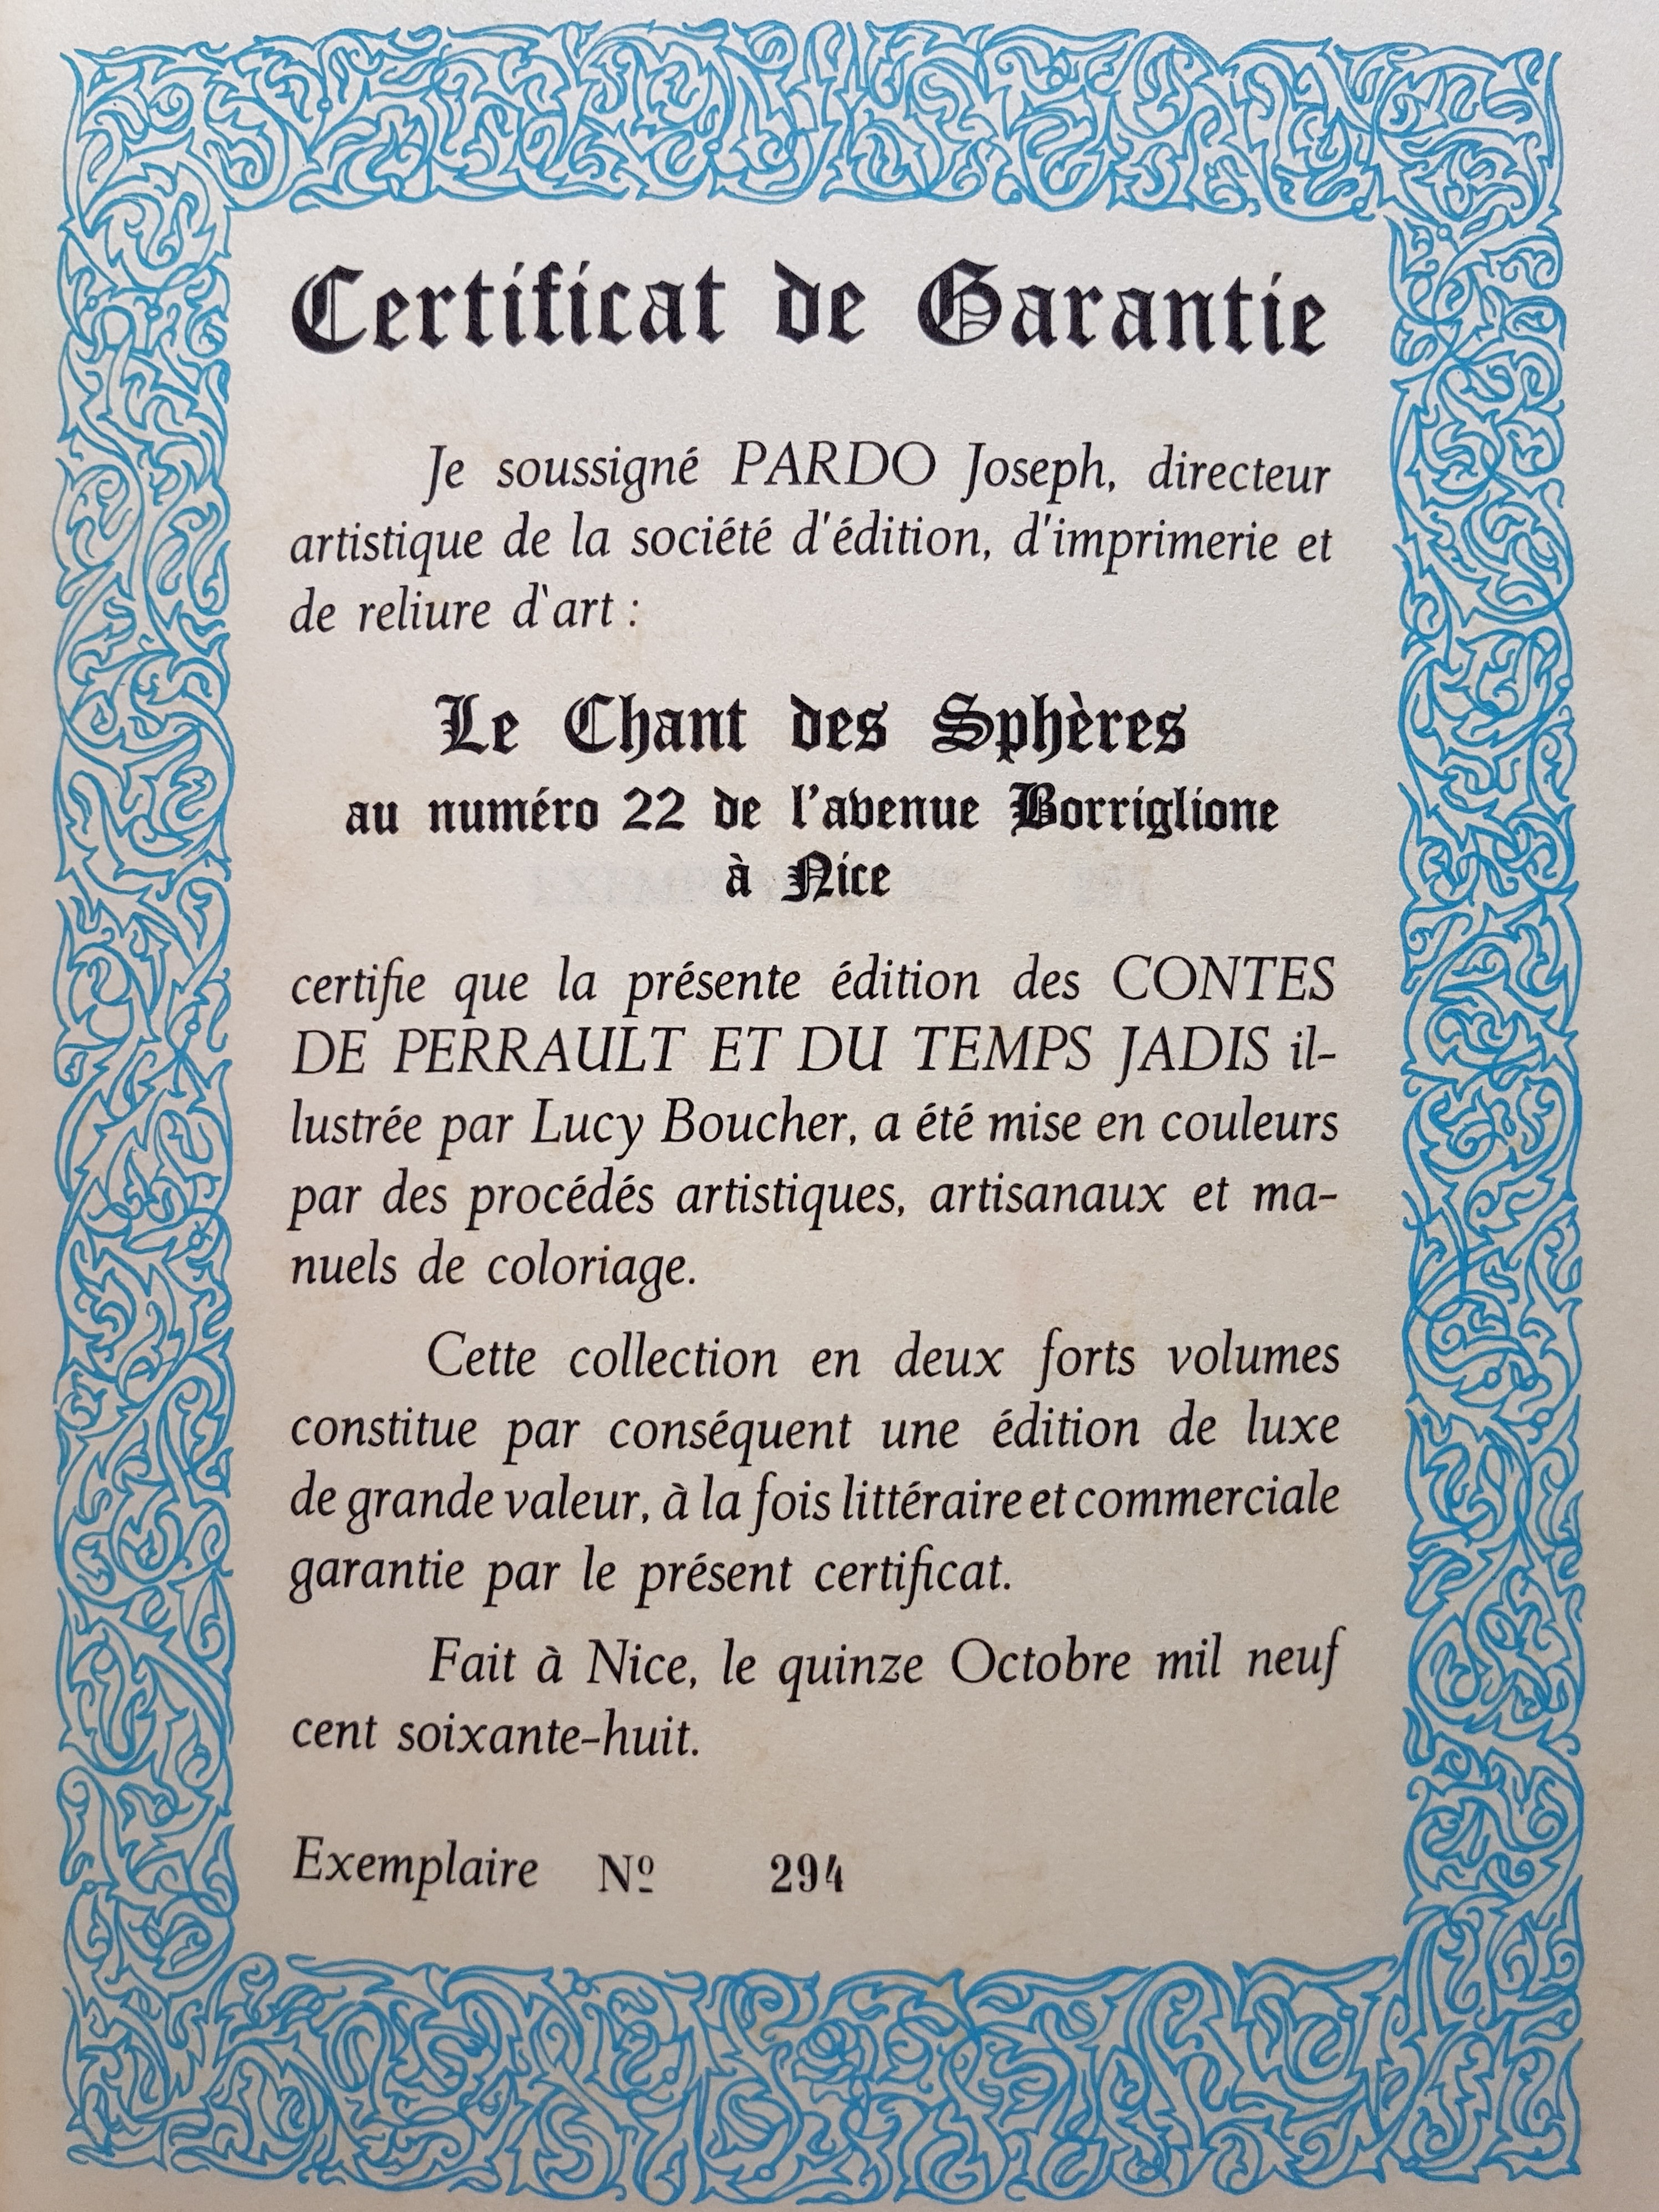 Certificat de Garantie
Je soussigné PARDO Joseph, directeur
artistique de la société d'édition, d'imprimerie et
de reliure d'art :
Le Chant des Sphères
au numéro 22 de l'avenue Borriglione
à Nice
certifie que la présente édition des CONTES
DE PERRAULT ET DU TEMPS JADIS il-
lustrée par Lucy Boucher, a été mise en couleurs
par des procédés artistiques, artisanaux et ma-
nuels de coloriage.
Cette collection en deux forts volumes
constitue par conséquent une édition de luxe
de grande valeur, à la fois littéraire et commerciale
garantie par le présent certificat.
Fait à Nice, le quinze Octobre mil neuf
cent soixante-huit.
Exemplaire Nº 294